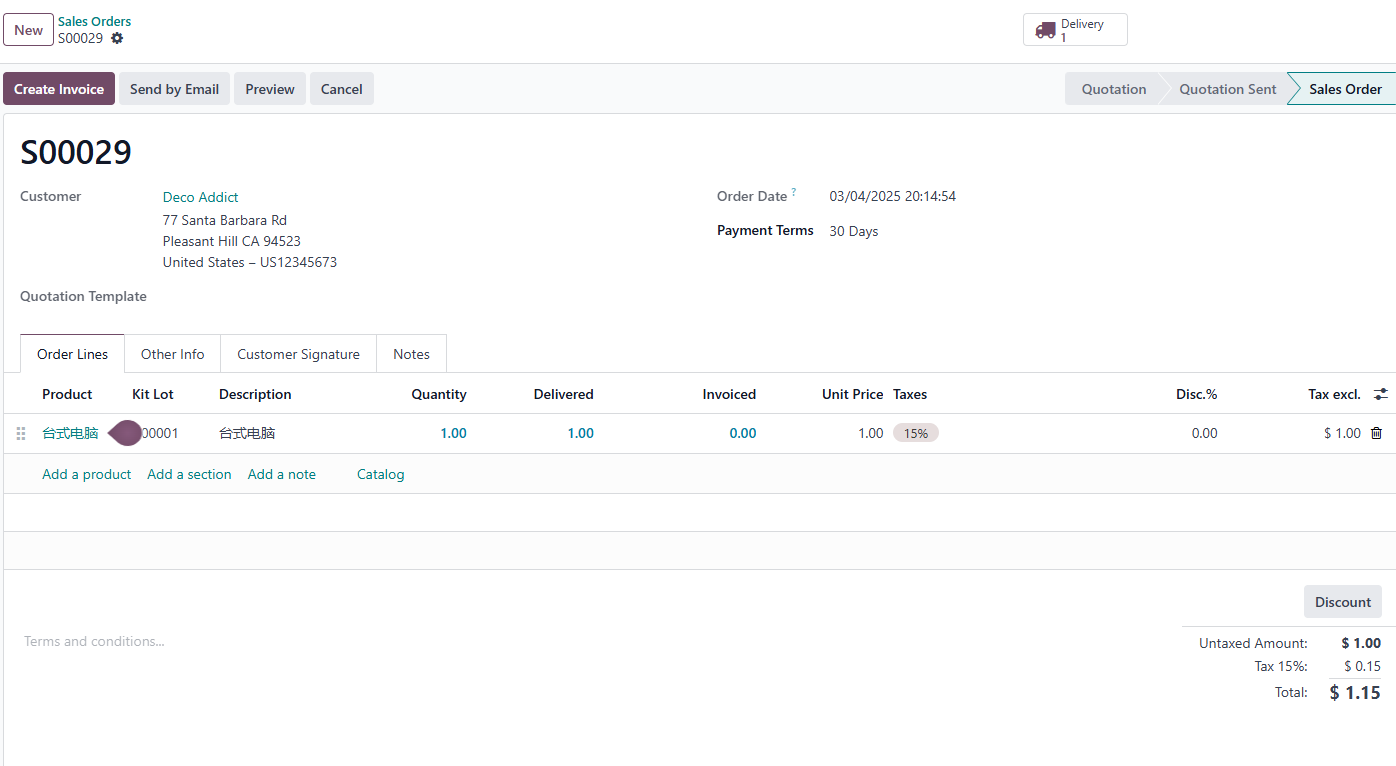 New
Sales Orders
S00029
Delivery
1
Create Invoice Send by Email Preview Cancel
Quotation Quotation Sent Sales Order
S00029
Customer Deco Addict
77 Santa Barbara Rd
Pleasant Hill CA 94523
United States – US12345673
Order Date ? 03/04/2025 20:14:54
Payment Terms 30 Days
Quotation Template
Order Lines Other Info Customer Signature Notes
Product Kit Lot Description Quantity Delivered Invoiced Unit Price Taxes Disc.% Tax excl.
台式电脑 00001 台式电脑 1.00 1.00 0.00 1.00 15% 0.00 $ 1.00
Add a product Add a section Add a note Catalog
Discount
Terms and conditions...
Untaxed Amount: $ 1.00
Tax 15%: $ 0.15
Total: $ 1.15